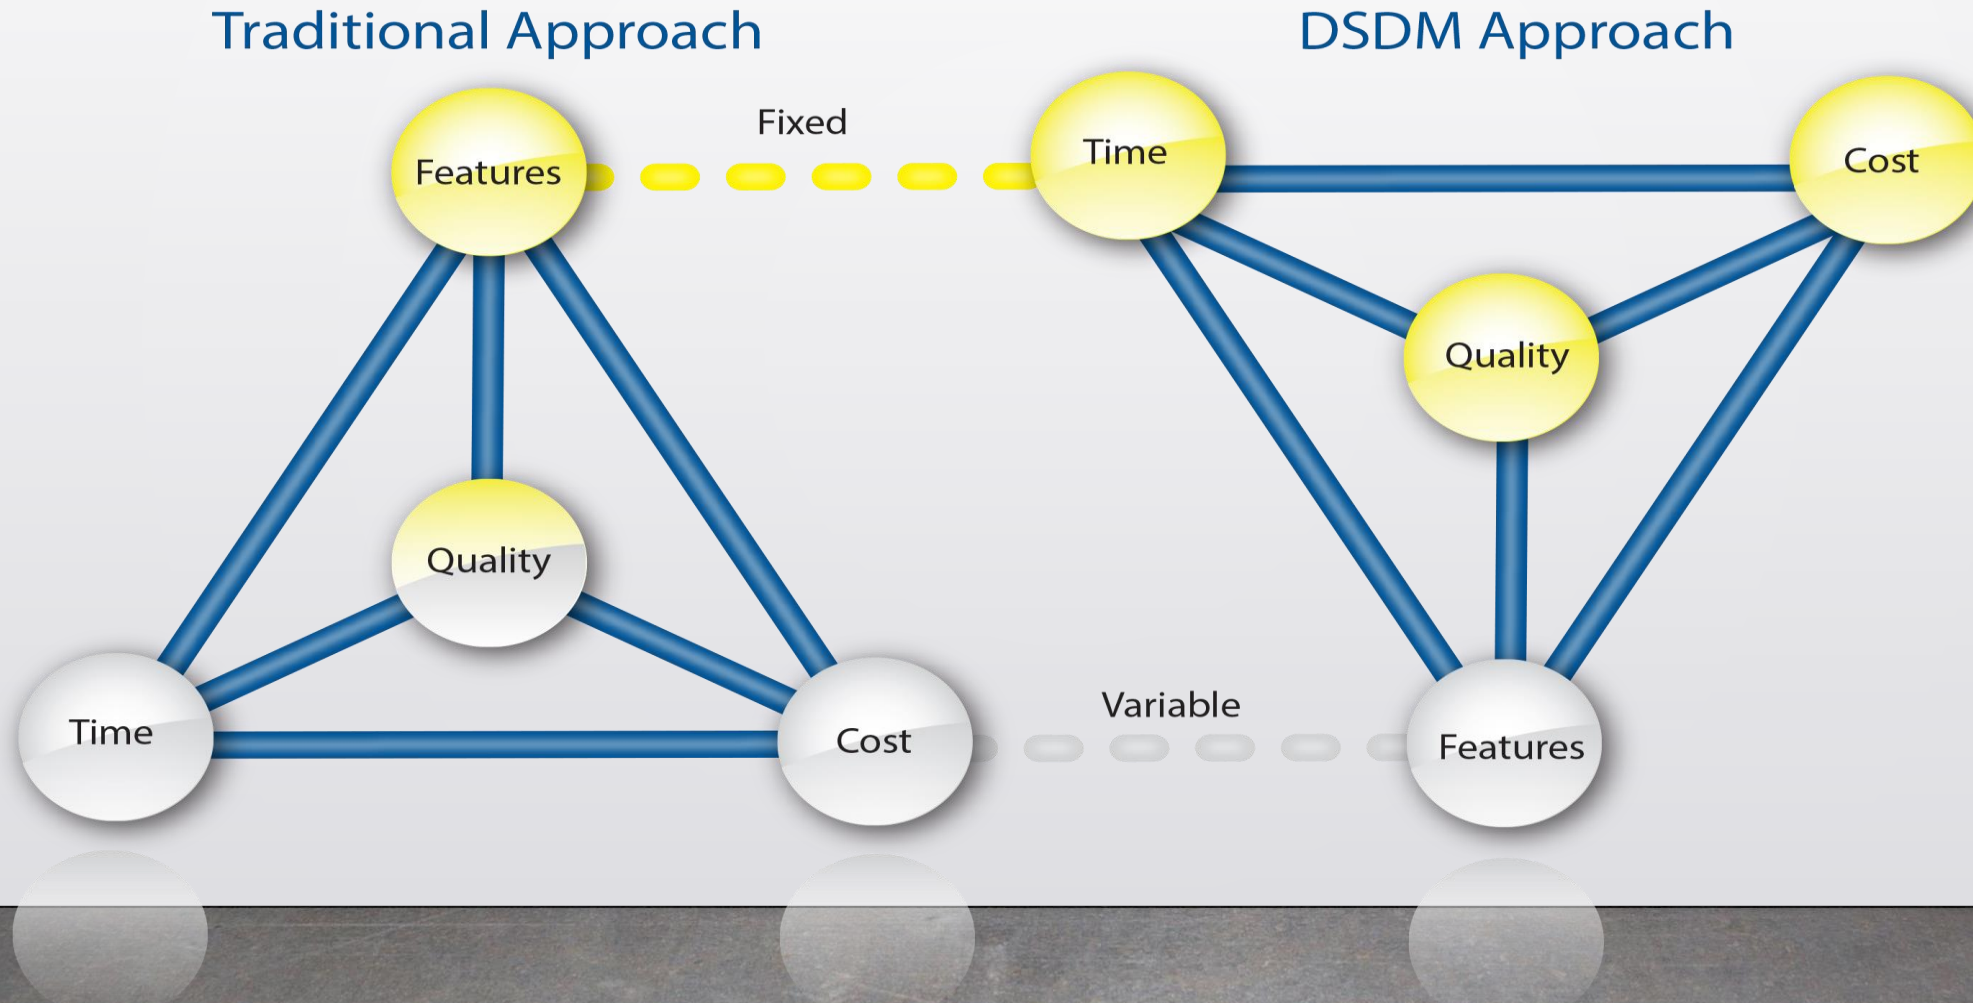 Traditional Approach
DSDM Approach
Features
Fixed
Time
Cost
Quality
Quality
Time
Cost
Variable
Features